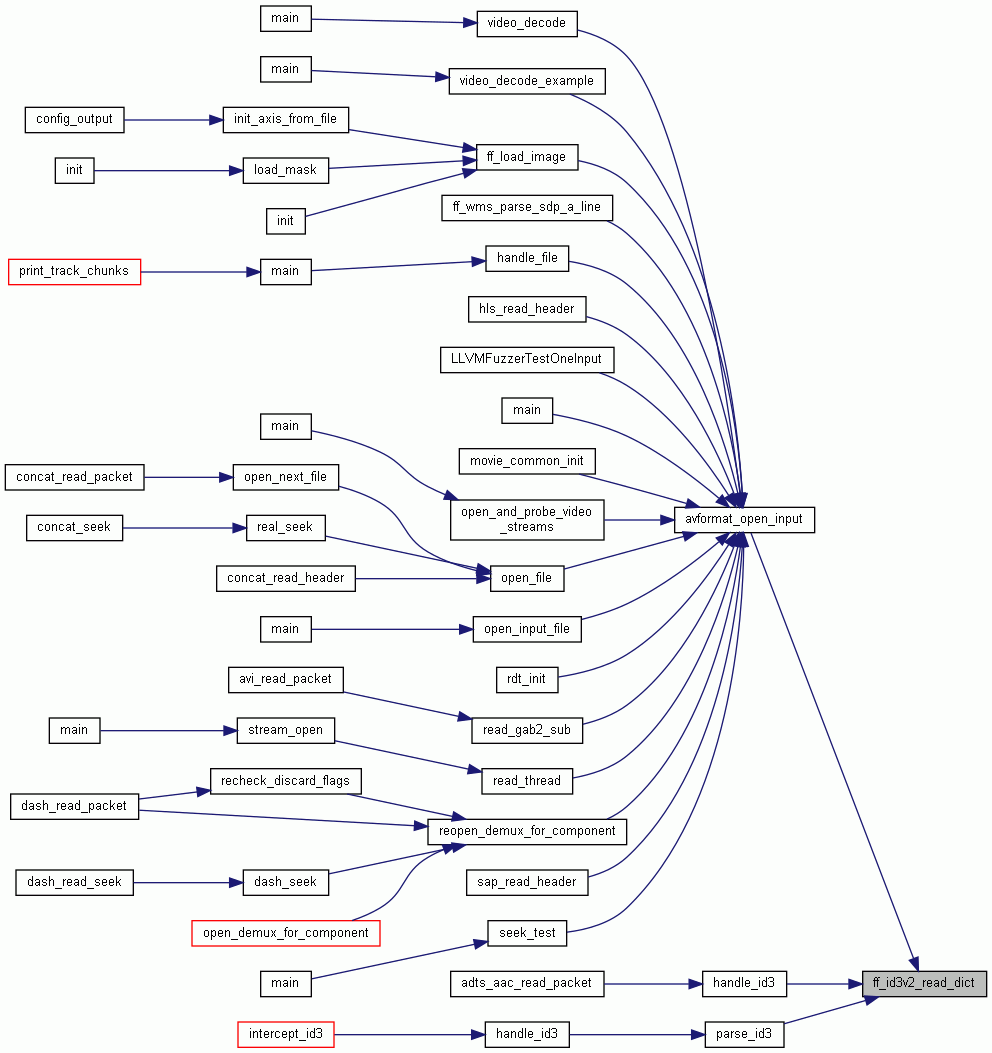 main
video_decode
main
video_decode_example
config_output
init_axis_from_file
ff_load_image
init
load_mask
init
ff_wms_parse_sdp_a_line
handle_file
print_track_chunks
main
hls_read_header
LLVMFuzzerTestOneInput
main
main
movie_common_init
concat_read_packet
open_next_file
open_and_probe_video
_streams
avformat_open_input
concat_seek
real_seek
concat_read_header
open_file
main
open_input_file
avi_read_packet
rdt_init
main
stream_open
read_gab2_sub
recheck_discard_flags
read_thread
dash_read_packet
reopen_demux_for_component
dash_read_seek
dash_seek
sap_read_header
open_demux_for_component
seek_test
main
adts_aac_read_packet
handle_id3
ff_id3v2_read_dict
intercept_id3
handle_id3
parse_id3